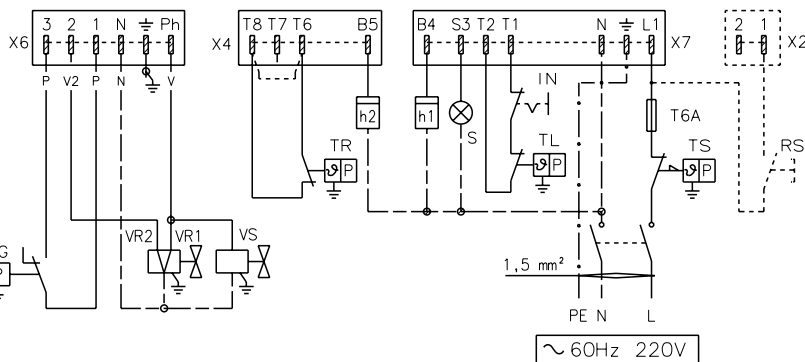 3 2 1 N Ph
X6
P V2 P N V
T8 T7 T6 B5
X4
B4 S3 T2 T1 N L1
X7
2 1
X2
h2
h1
S
IN
T6A
TR
ϑ P
TL
ϑ P
TS
ϑ P
RS
G
P
VR2 VR1 VS
1,5 mm²
PE N L
~ 60Hz 220V